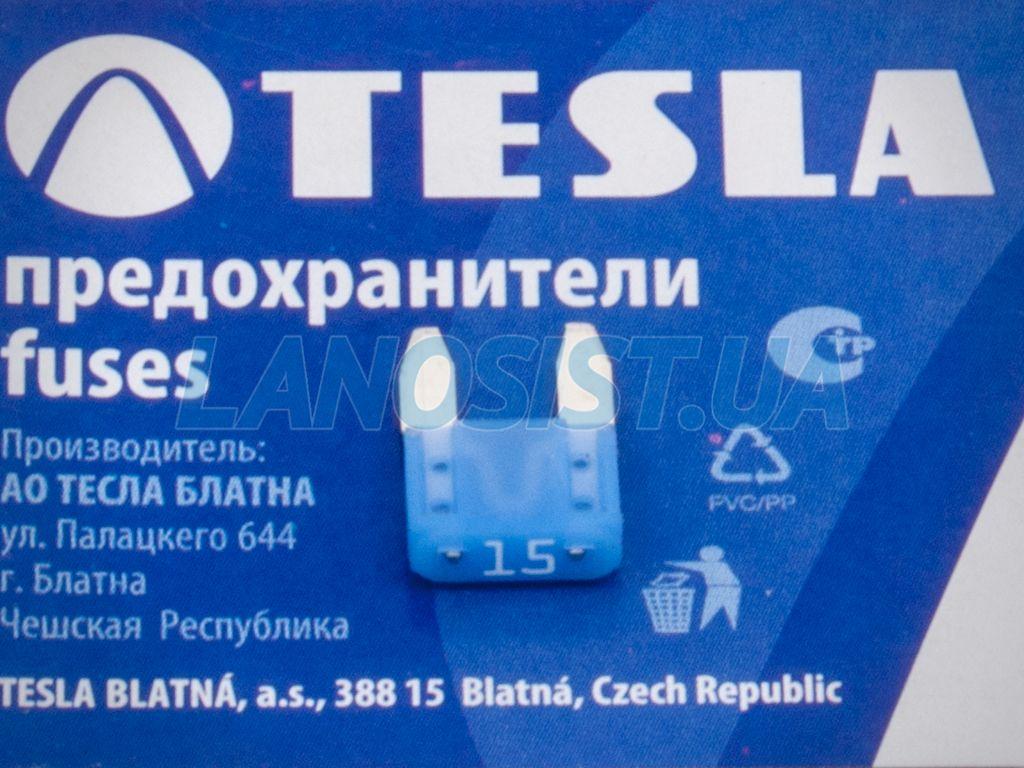 TESLA
предохранители
fuses
LANOSIST.UA
Производитель:
АО ТЕСЛА БЛАТНА
ул. Палацкего 644
г. Блатна
Чешская Республика
PVC/PP
15
TESLA BLATNÁ, a.s., 388 15 Blatná, Czech Republic